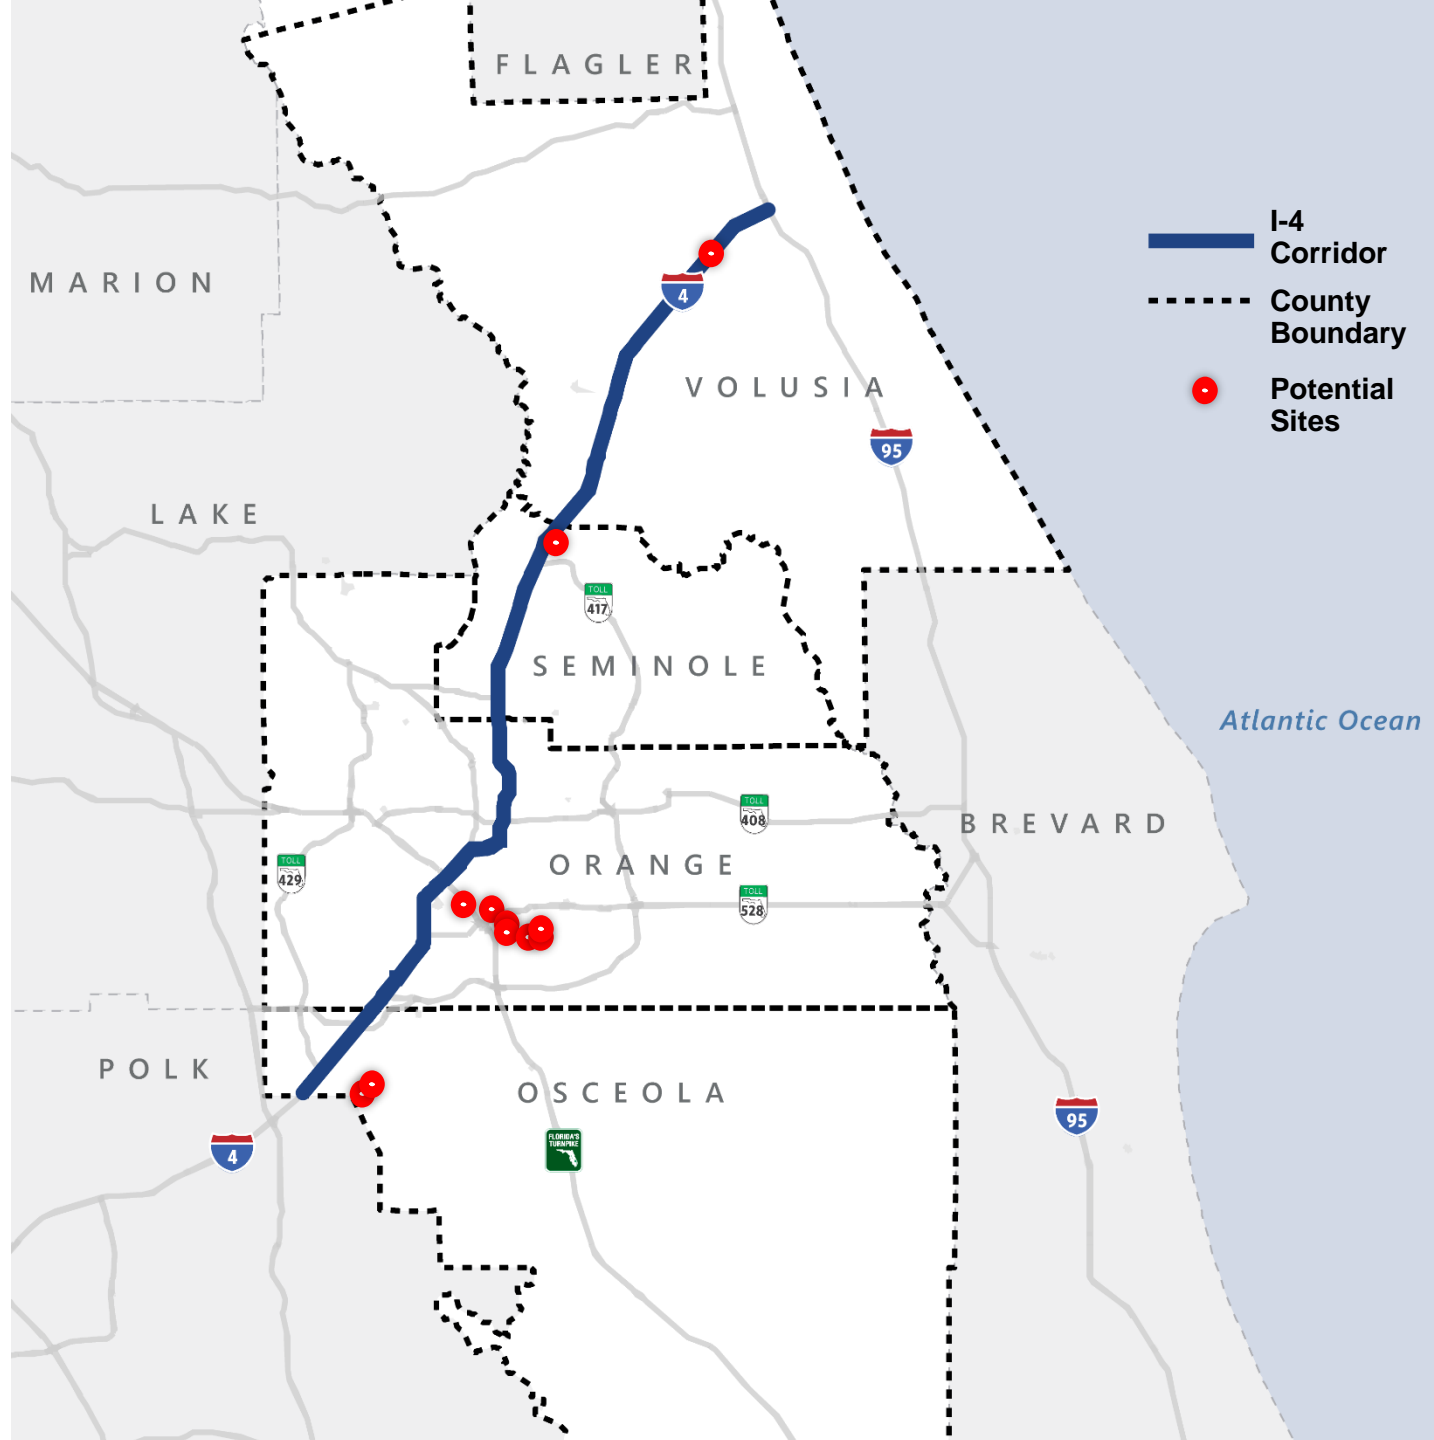 FLAGLER
I-4
Corridor
MARION
4
County
Boundary
VOLUSIA
Potential
Sites
95
LAKE
TOLL
417
SEMINOLE
Atlantic Ocean
TOLL
408
BREVARD
ORANGE
TOLL
429
TOLL
528
POLK
OSCEOLA
95
FLORIDA'S
TURNPIKE
4